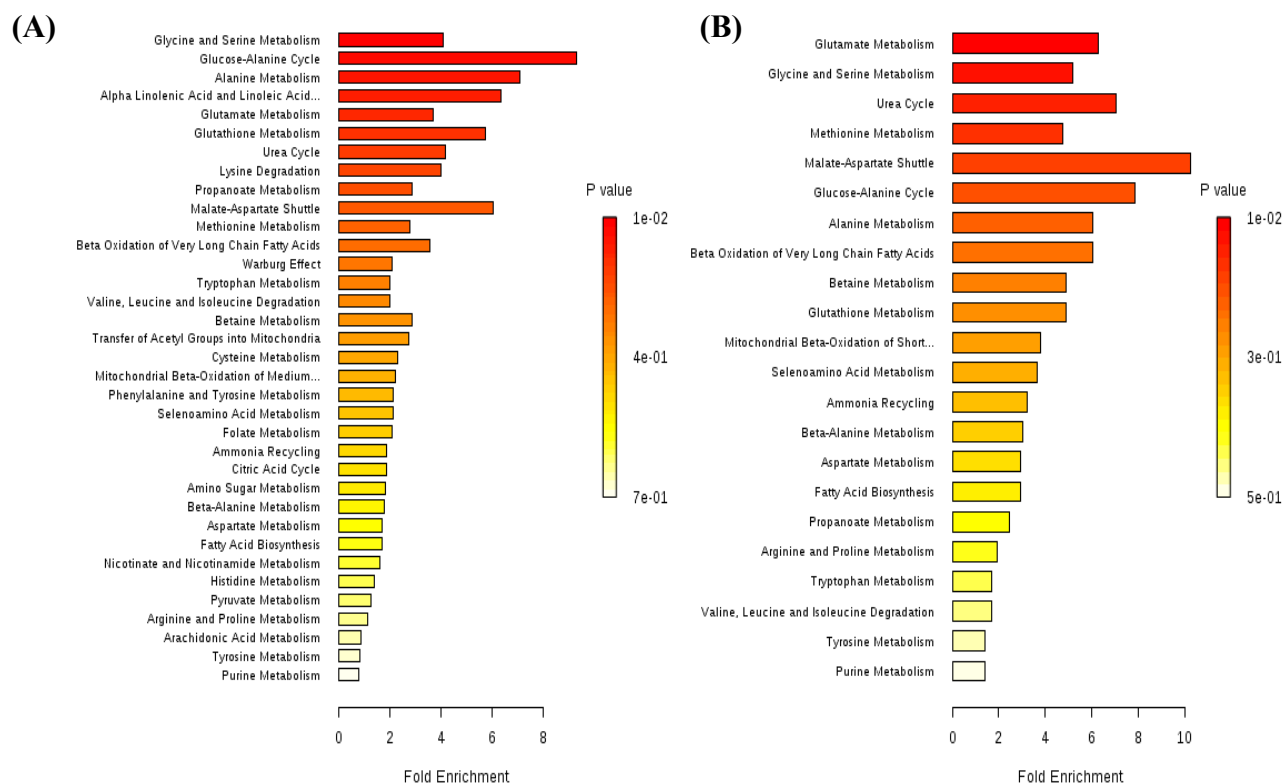 (A)
Glycine and Serine Metabolism
Glucose-Alanine Cycle
Alanine Metabolism
Alpha Linolenic Acid and Linoleic Acid...
Glutamate Metabolism
Glutathione Metabolism
Urea Cycle
Lysine Degradation
Propanoate Metabolism
Malate-Aspartate Shuttle
Methionine Metabolism
Beta Oxidation of Very Long Chain Fatty Acids
Warburg Effect
Tryptophan Metabolism
Valine, Leucine and Isoleucine Degradation
Betaine Metabolism
Transfer of Acetyl Groups into Mitochondria
Cysteine Metabolism
Mitochondrial Beta-Oxidation of Medium...
Phenylalanine and Tyrosine Metabolism
Selenoamino Acid Metabolism
Folate Metabolism
Ammonia Recycling
Citric Acid Cycle
Amino Sugar Metabolism
Beta-Alanine Metabolism
Aspartate Metabolism
Fatty Acid Biosynthesis
Nicotinate and Nicotinamide Metabolism
Histidine Metabolism
Pyruvate Metabolism
Arginine and Proline Metabolism
Arachidonic Acid Metabolism
Tyrosine Metabolism
Purine Metabolism
0 2 4 6 8
Fold Enrichment
P value
1e-02
4e-01
7e-01
(B)
Glutamate Metabolism
Glycine and Serine Metabolism
Urea Cycle
Methionine Metabolism
Malate-Aspartate Shuttle
Glucose-Alanine Cycle
Alanine Metabolism
Beta Oxidation of Very Long Chain Fatty Acids
Betaine Metabolism
Glutathione Metabolism
Mitochondrial Beta-Oxidation of Short...
Selenoamino Acid Metabolism
Ammonia Recycling
Beta-Alanine Metabolism
Aspartate Metabolism
Fatty Acid Biosynthesis
Propanoate Metabolism
Arginine and Proline Metabolism
Tryptophan Metabolism
Valine, Leucine and Isoleucine Degradation
Tyrosine Metabolism
Purine Metabolism
0 2 4 6 8 10
Fold Enrichment
P value
1e-02
3e-01
5e-01